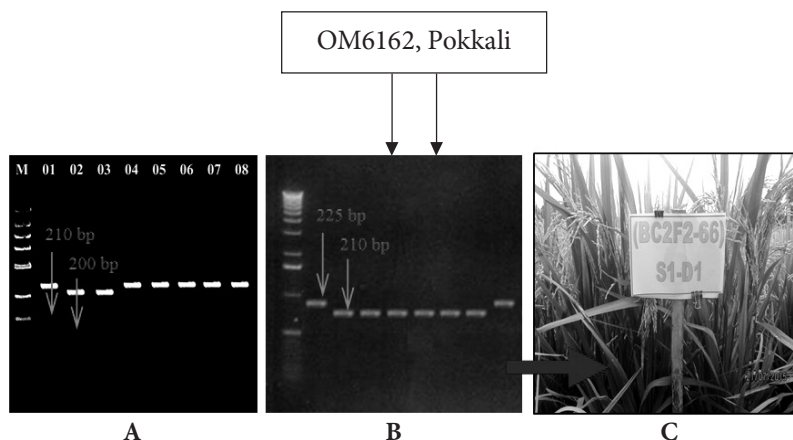 OM6162, Pokkali
M 01 02 03 04 05 06 07 08
210 bp
200 bp
225 bp
210 bp
(BC2F2-66)
S1-D1
A B C